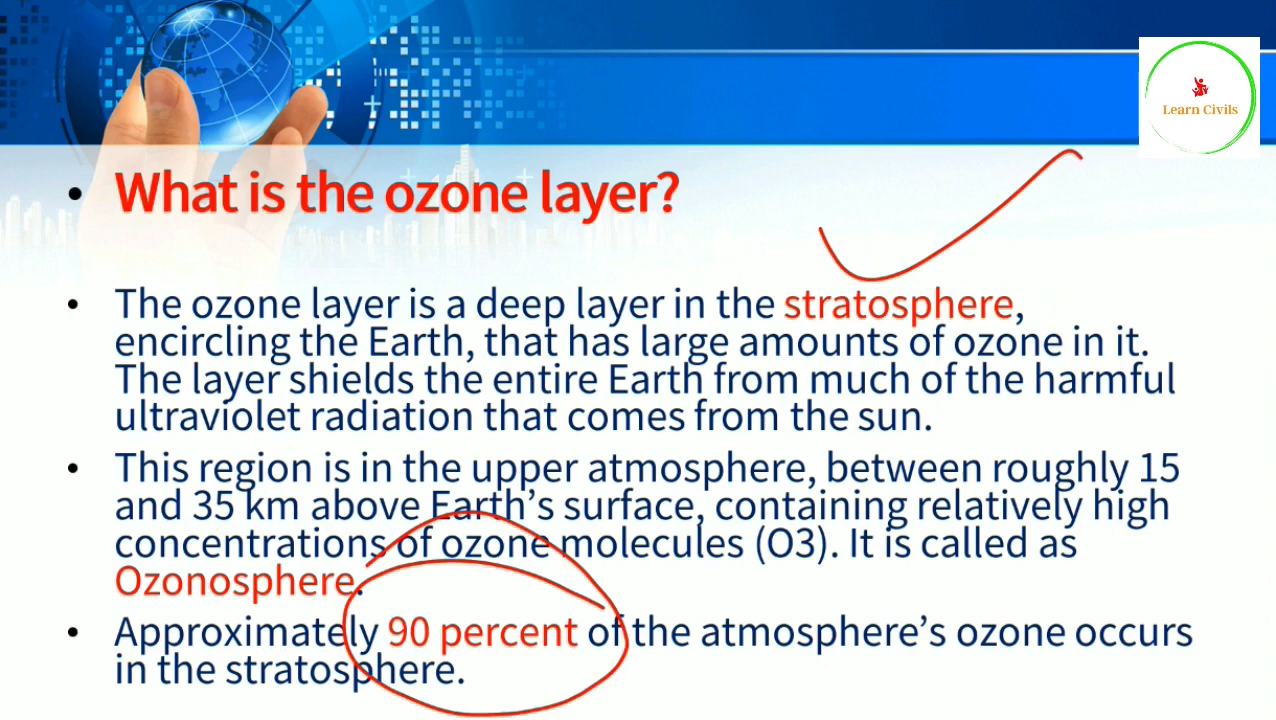 Learn Civils
• What is the ozone layer?
• The ozone layer is a deep layer in the stratosphere,
encircling the Earth, that has large amounts of ozone in it.
The layer shields the entire Earth from much of the harmful
ultraviolet radiation that comes from the sun.
• This region is in the upper atmosphere, between roughly 15
and 35 km above Earth’s surface, containing relatively high
concentrations of ozone molecules (O3). It is called as
Ozonosphere.
• Approximately 90 percent of the atmosphere’s ozone occurs
in the stratosphere.